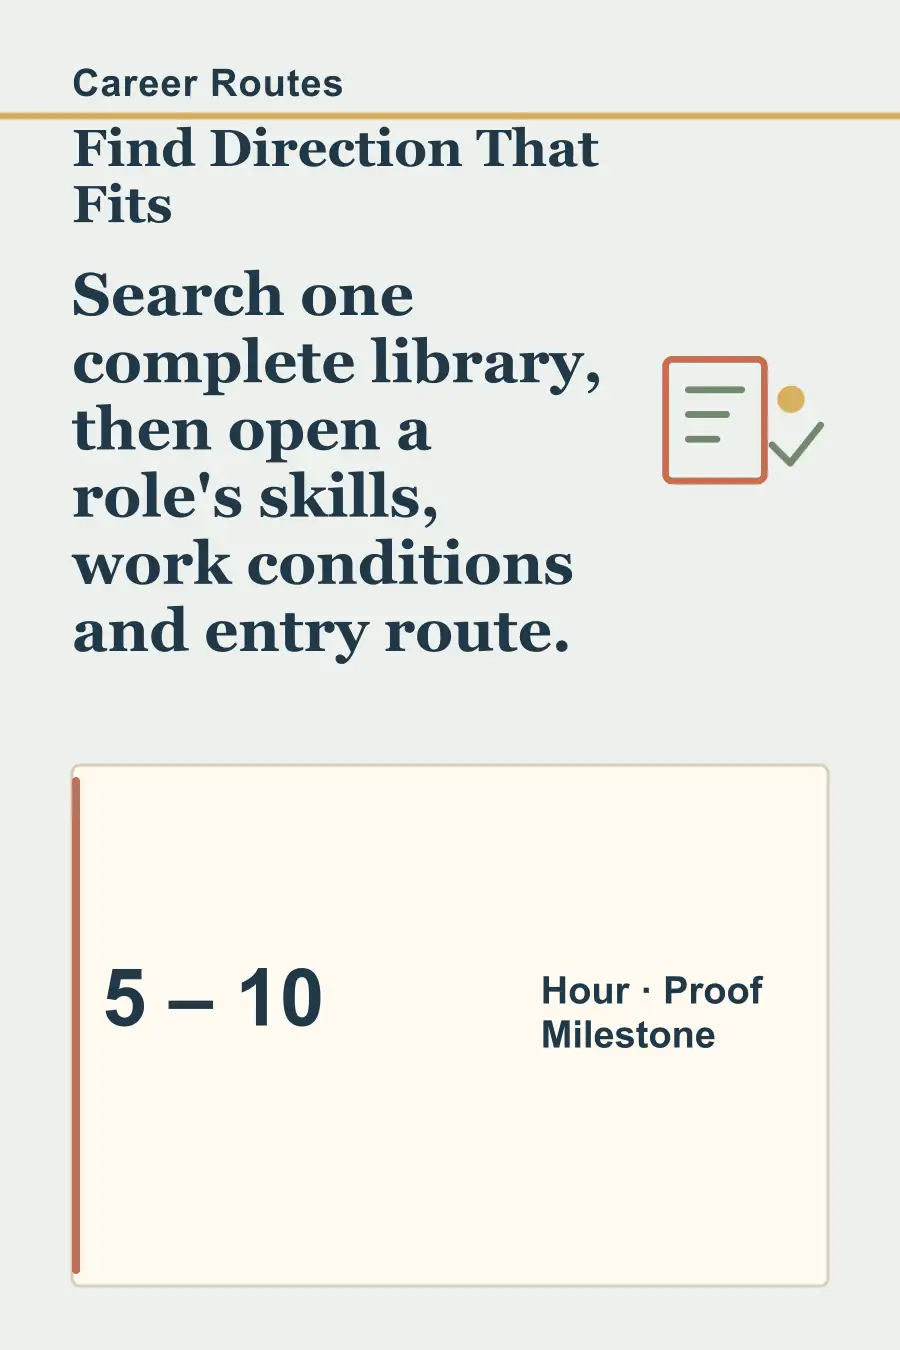 Career Routes
Find Direction That
Fits
Search one
complete library,
then open a
role's skills,
work conditions
and entry route.
5 – 10
Hour · Proof
Milestone